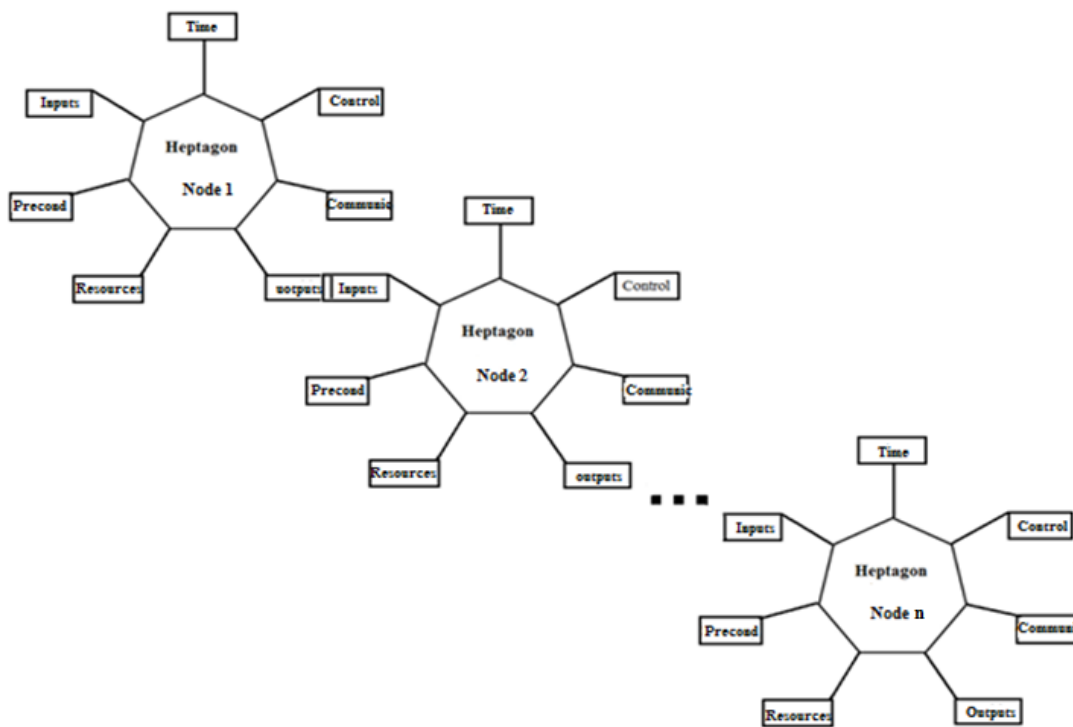 Time
Inputs
Control
Heptagon
Node 1
Precond
Communic
Resources
uotputs
Time
Inputs
Control
Heptagon
Node 2
Precond
Communic
Resources
outputs
...
Time
Inputs
Control
Heptagon
Node n
Precond
Communi
Resources
Outputs